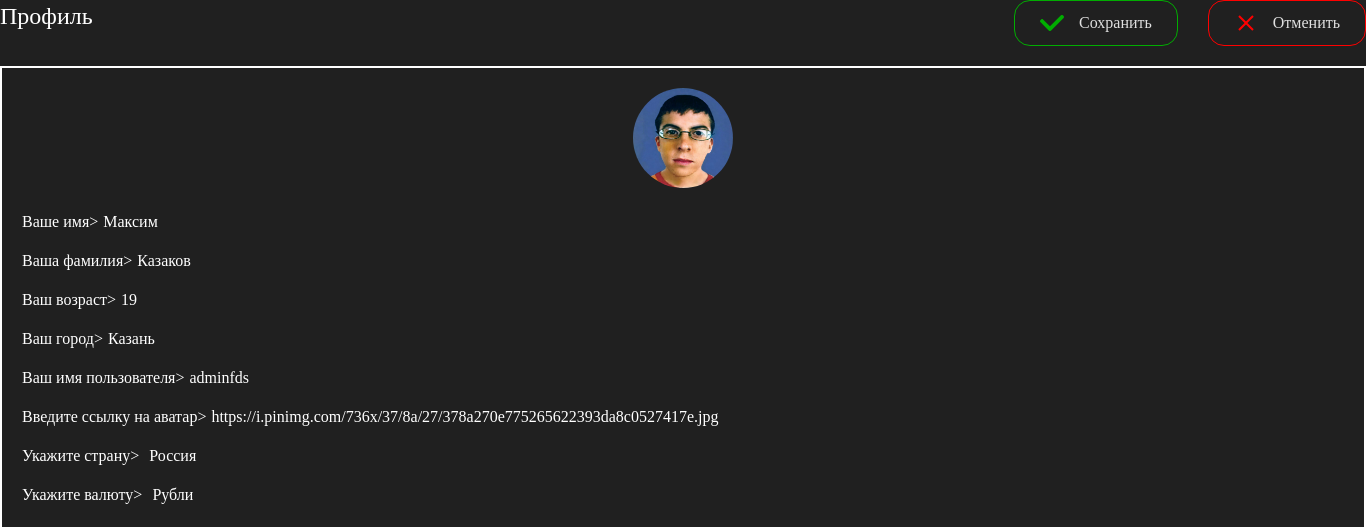 Профиль
Сохранить
Отменить
Ваше имя> Максим
Ваша фамилия> Казаков
Ваш возраст> 19
Ваш город> Казань
Ваш имя пользователя> adminfds
Введите ссылку на аватар> https://i.pinimg.com/736x/37/8a/27/378a270e775265622393da8c0527417e.jpg
Укажите страну> Россия
Укажите валюту> Рубли